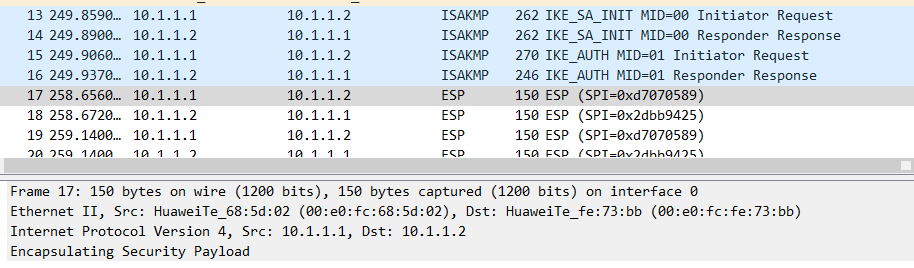 13 249.8590… 10.1.1.1 10.1.1.2 ISAKMP 262 IKE_SA_INIT MID=00 Initiator Request
14 249.8900… 10.1.1.2 10.1.1.1 ISAKMP 262 IKE_SA_INIT MID=00 Responder Response
15 249.9060… 10.1.1.1 10.1.1.2 ISAKMP 270 IKE_AUTH MID=01 Initiator Request
16 249.9370… 10.1.1.2 10.1.1.1 ISAKMP 246 IKE_AUTH MID=01 Responder Response
17 258.6560… 10.1.1.1 10.1.1.2 ESP 150 ESP (SPI=0xd7070589)
18 258.6720… 10.1.1.2 10.1.1.1 ESP 150 ESP (SPI=0x2dbb9425)
19 259.1400… 10.1.1.1 10.1.1.2 ESP 150 ESP (SPI=0xd7070589)
20 259.1400… 10.1.1.2 10.1.1.1 ESP 150 ESP (SPI=0x2dbb9425)
Frame 17: 150 bytes on wire (1200 bits), 150 bytes captured (1200 bits) on interface 0
Ethernet II, Src: HuaweiTe_68:5d:02 (00:e0:fc:68:5d:02), Dst: HuaweiTe_fe:73:bb (00:e0:fc:fe:73:bb)
Internet Protocol Version 4, Src: 10.1.1.1, Dst: 10.1.1.2
Encapsulating Security Payload